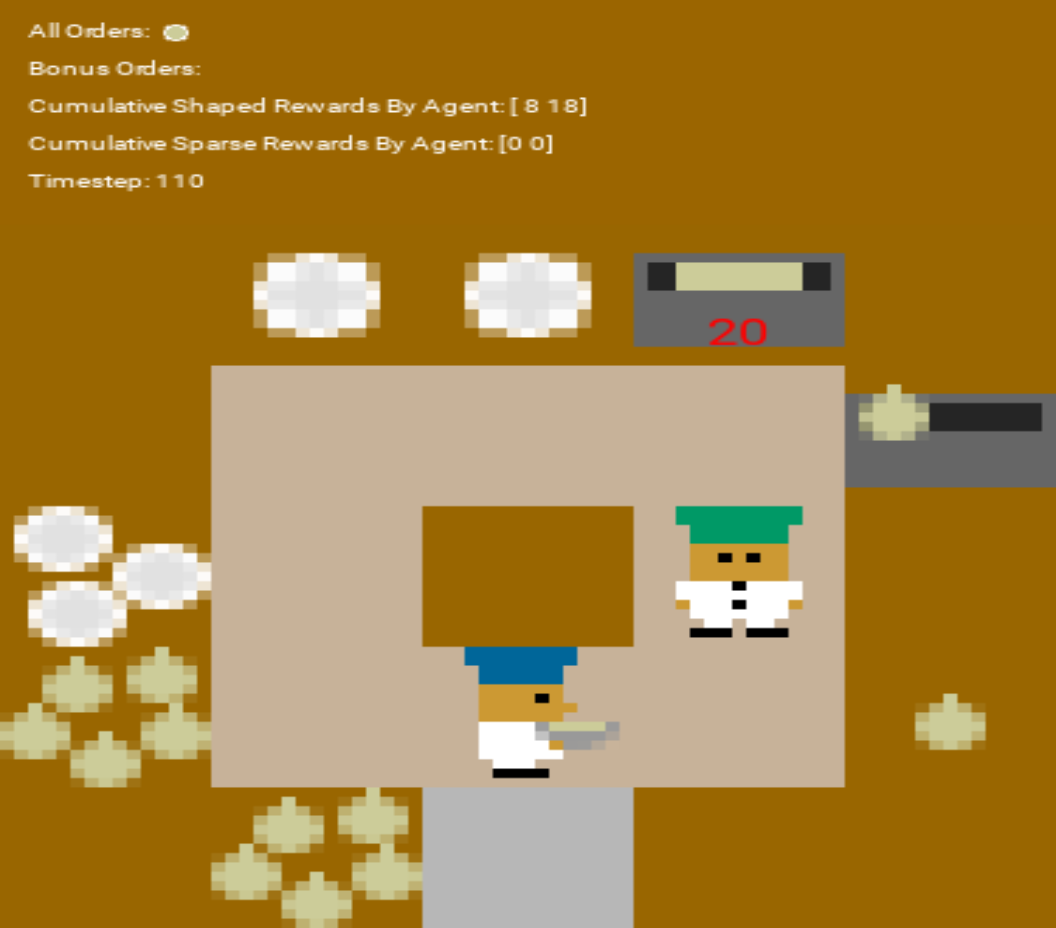 All Orders:
Bonus Orders:
Cumulative Shaped Rewards By Agent: [ 8 18]
Cumulative Sparse Rewards By Agent: [0 0]
Timestep: 110
20